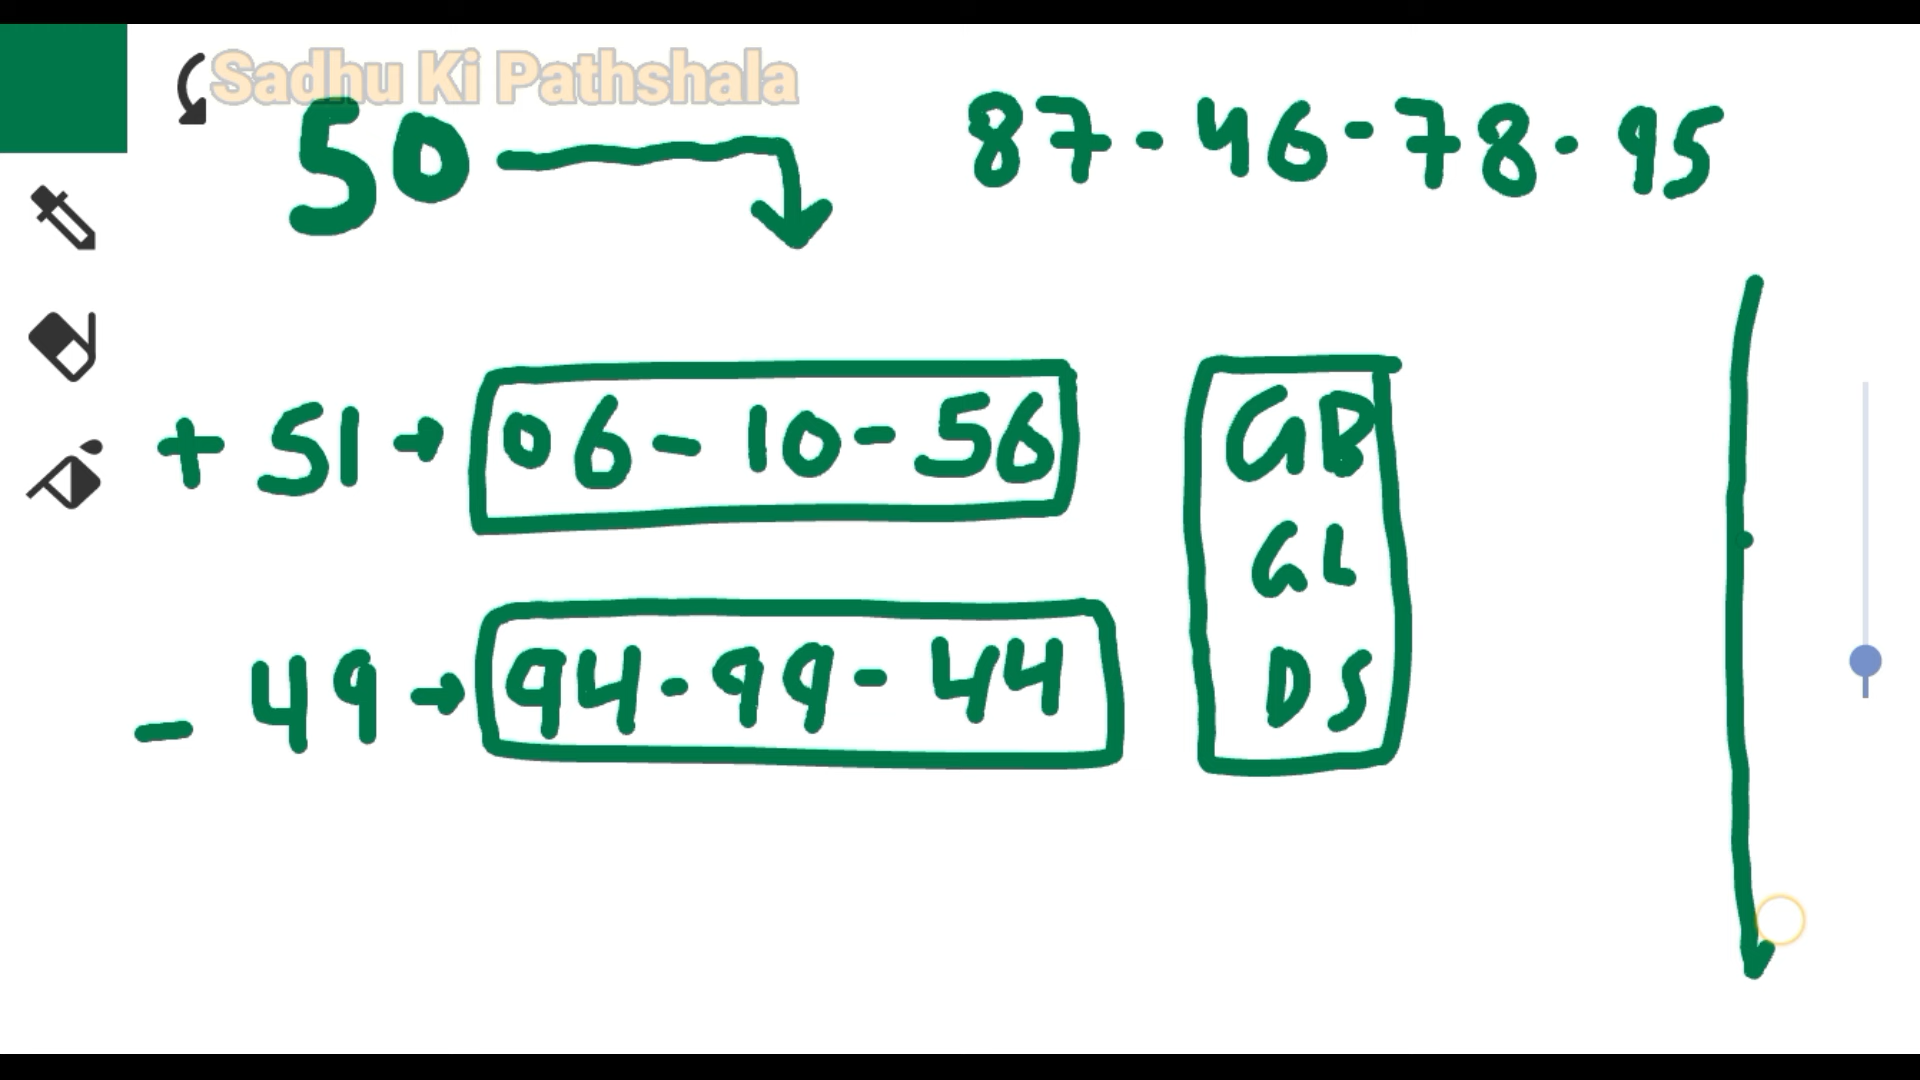 Sadhu Ki Pathshala
50 87 - 46 - 78 - 95
+ 51 → 06 - 10 - 56 GB
GL
- 49 → 94 - 99 - 44 DS